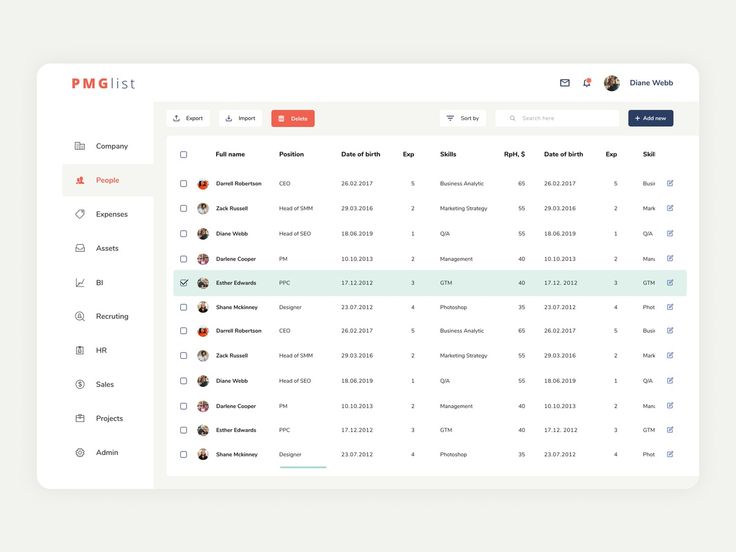 PMGlist
Diane Webb
Export Import Delete Sort by Search here + Add new
Company
People
Expenses
Assets
BI
Recruting
HR
Sales
Projects
Admin
Full name Position Date of birth Exp Skills RpH, $ Date of birth Exp Skil
Darrell Robertson CEO 26.02.2017 5 Business Analytic 65 26.02.2017 5 Busir
Zack Russell Head of SMM 29.03.2016 2 Marketing Strategy 55 29.03.2016 2 Mark
Diane Webb Head of SEO 18.06.2019 1 Q/A 55 18.06.2019 1 Q/A
Darlene Cooper PM 10.10.2013 2 Management 40 10.10.2013 2 Mana
Esther Edwards PPC 17.12.2012 3 GTM 40 17.12. 2012 3 GTM
Shane Mckinney Designer 23.07.2012 4 Photoshop 35 23.07.2012 4 Phot
Darrell Robertson CEO 26.02.2017 5 Business Analytic 65 26.02.2017 5 Busir
Zack Russell Head of SMM 29.03.2016 2 Marketing Strategy 55 29.03.2016 2 Mark
Diane Webb Head of SEO 18.06.2019 1 Q/A 55 18.06.2019 1 Q/A
Darlene Cooper PM 10.10.2013 2 Management 40 10.10.2013 2 Mana
Esther Edwards PPC 17.12.2012 3 GTM 40 17.12. 2012 3 GTM
Shane Mckinney Designer 23.07.2012 4 Photoshop 35 23.07.2012 4 Phot